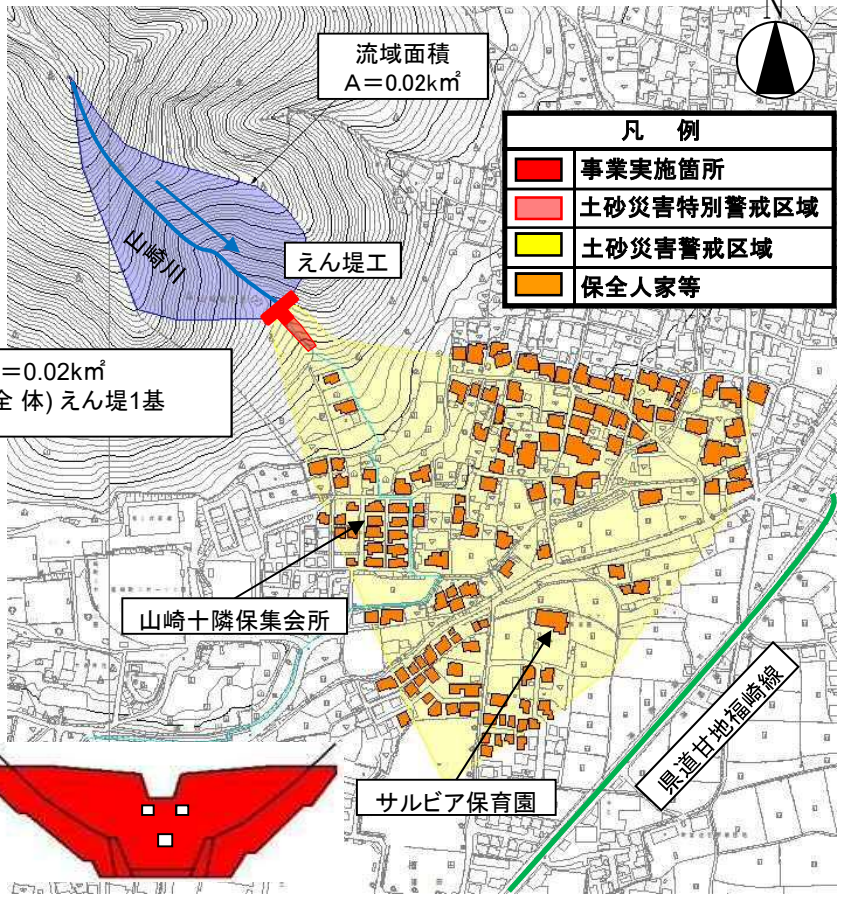 N
流域面積
A＝0.02k㎡
凡　例
事業実施箇所
土砂災害特別警戒区域
土砂災害警戒区域
保全人家等
山崎川
えん堤工
＝0.02k㎡
全 体) えん堤1基
山崎十隣保集会所
サルビア保育園
県道甘地福崎線